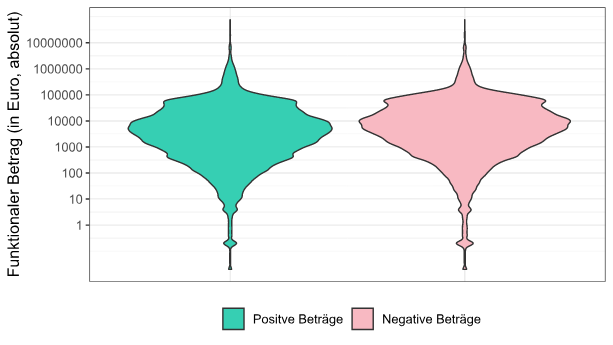 Funktionaler Betrag (in Euro, absolut)
10000000
1000000
100000
10000
1000
100
10
1
Positve Beträge
Negative Beträge